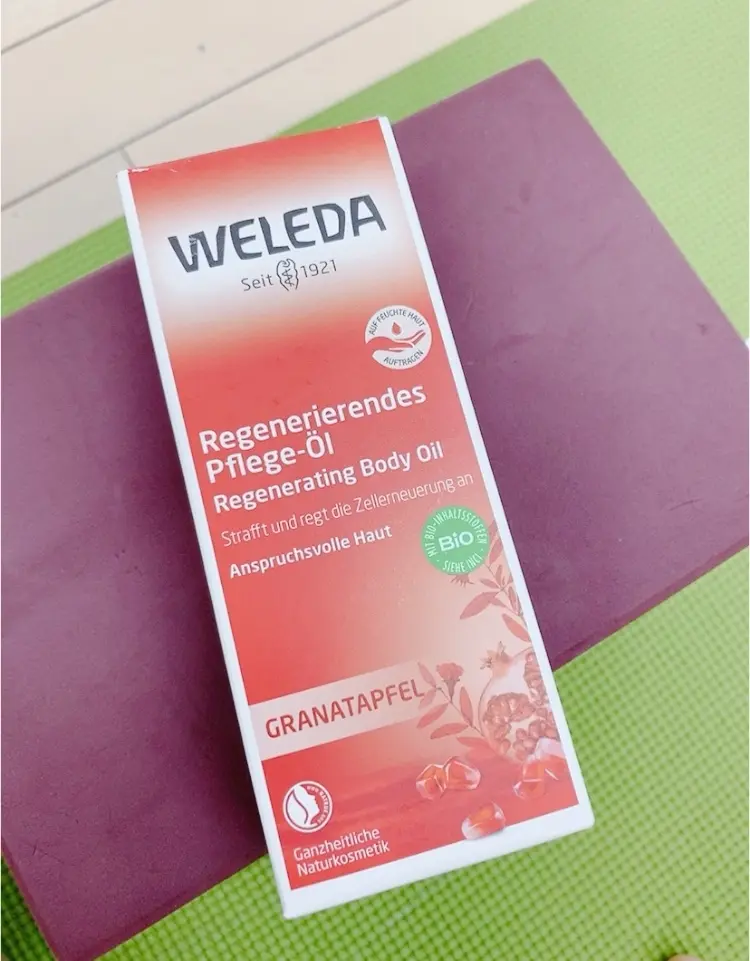 WELEDA
Seit 1921
AUF FEUCHTE HAUT
AUFTRAGEN
Regenerierendes
Pflege-Öl
Regenerating Body Oil
Strafft und regt die Zellerneuerung an
Anspruchsvolle Haut
MIT BIO-INHALTSSTOFFEN
BiO
SIEHE INCI
GRANATAPFEL
Ganzheitliche
Naturkosmetik